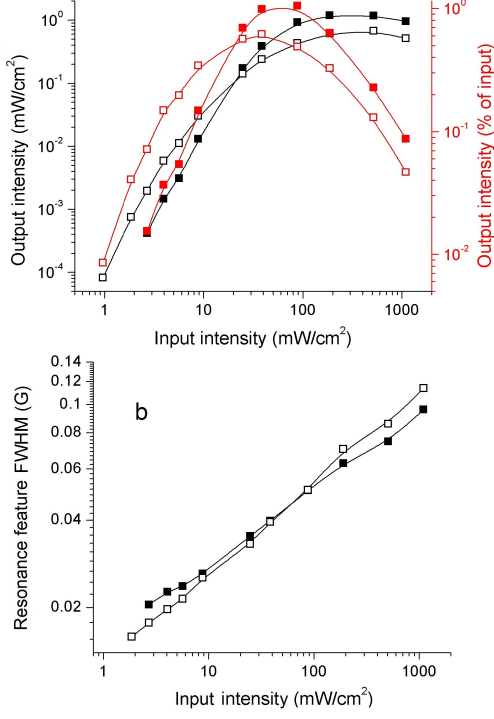 10^0
10^-1
10^-2
10^-3
10^-4
Output intensity (mW/cm^2)
10^1
10^0
10^-1
10^-2
Output intensity (% of input)
1 10 100 1000
Input intensity (mW/cm^2)
b
0.14
0.12
0.1
0.08
0.06
0.04
0.02
Resonance feature FWHM (G)
1 10 100 1000
Input intensity (mW/cm^2)